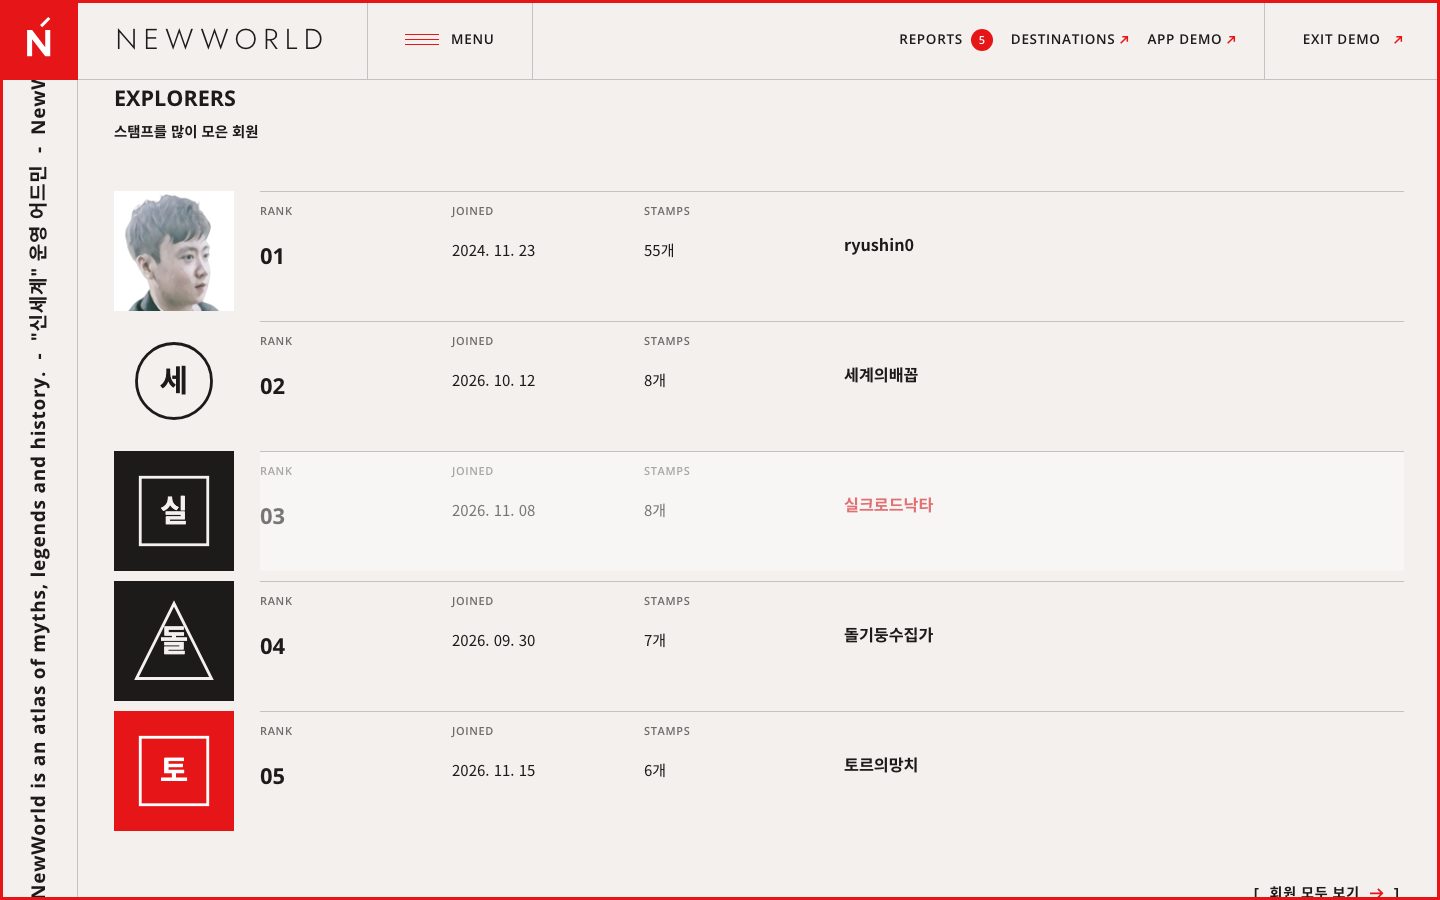 Ń
NEWWORLD
MENU
REPORTS 5
DESTINATIONS
APP DEMO
EXIT DEMO
NewWorld is an atlas of myths, legends and history. - "신세계" 운영 어드민 - NewW
EXPLORERS
스탬프를 많이 모은 회원
RANK JOINED STAMPS
01 2024. 11. 23 55개 ryushin0
세
RANK JOINED STAMPS
02 2026. 10. 12 8개 세계의배꼽
실
RANK JOINED STAMPS
03 2026. 11. 08 8개 실크로드낙타
돌
RANK JOINED STAMPS
04 2026. 09. 30 7개 돌기둥수집가
토
RANK JOINED STAMPS
05 2026. 11. 15 6개 토르의망치
[ 회원 모두 보기 → ]